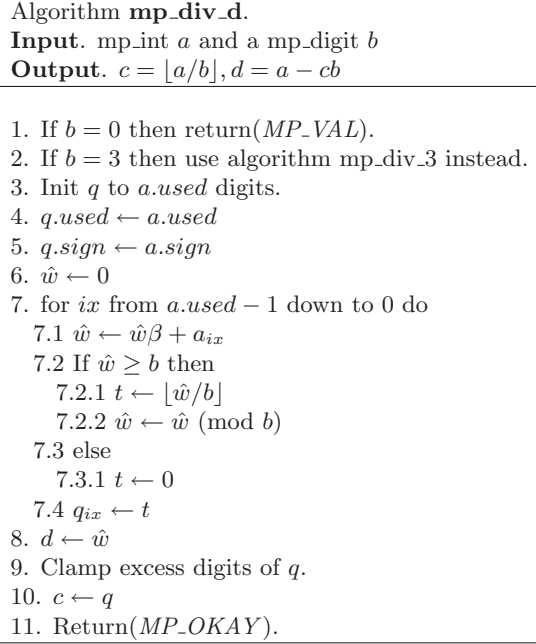 Algorithm mp_div_d.
Input. mp_int a and a mp_digit b
Output. c = ⌊a/b⌋, d = a − cb
1. If b = 0 then return(MP_VAL).
2. If b = 3 then use algorithm mp_div_3 instead.
3. Init q to a.used digits.
4. q.used ← a.used
5. q.sign ← a.sign
6. ŵ ← 0
7. for ix from a.used − 1 down to 0 do
7.1 ŵ ← ŵβ + a_ix
7.2 If ŵ ≥ b then
7.2.1 t ← ⌊ŵ/b⌋
7.2.2 ŵ ← ŵ (mod b)
7.3 else
7.3.1 t ← 0
7.4 q_ix ← t
8. d ← ŵ
9. Clamp excess digits of q.
10. c ← q
11. Return(MP_OKAY).